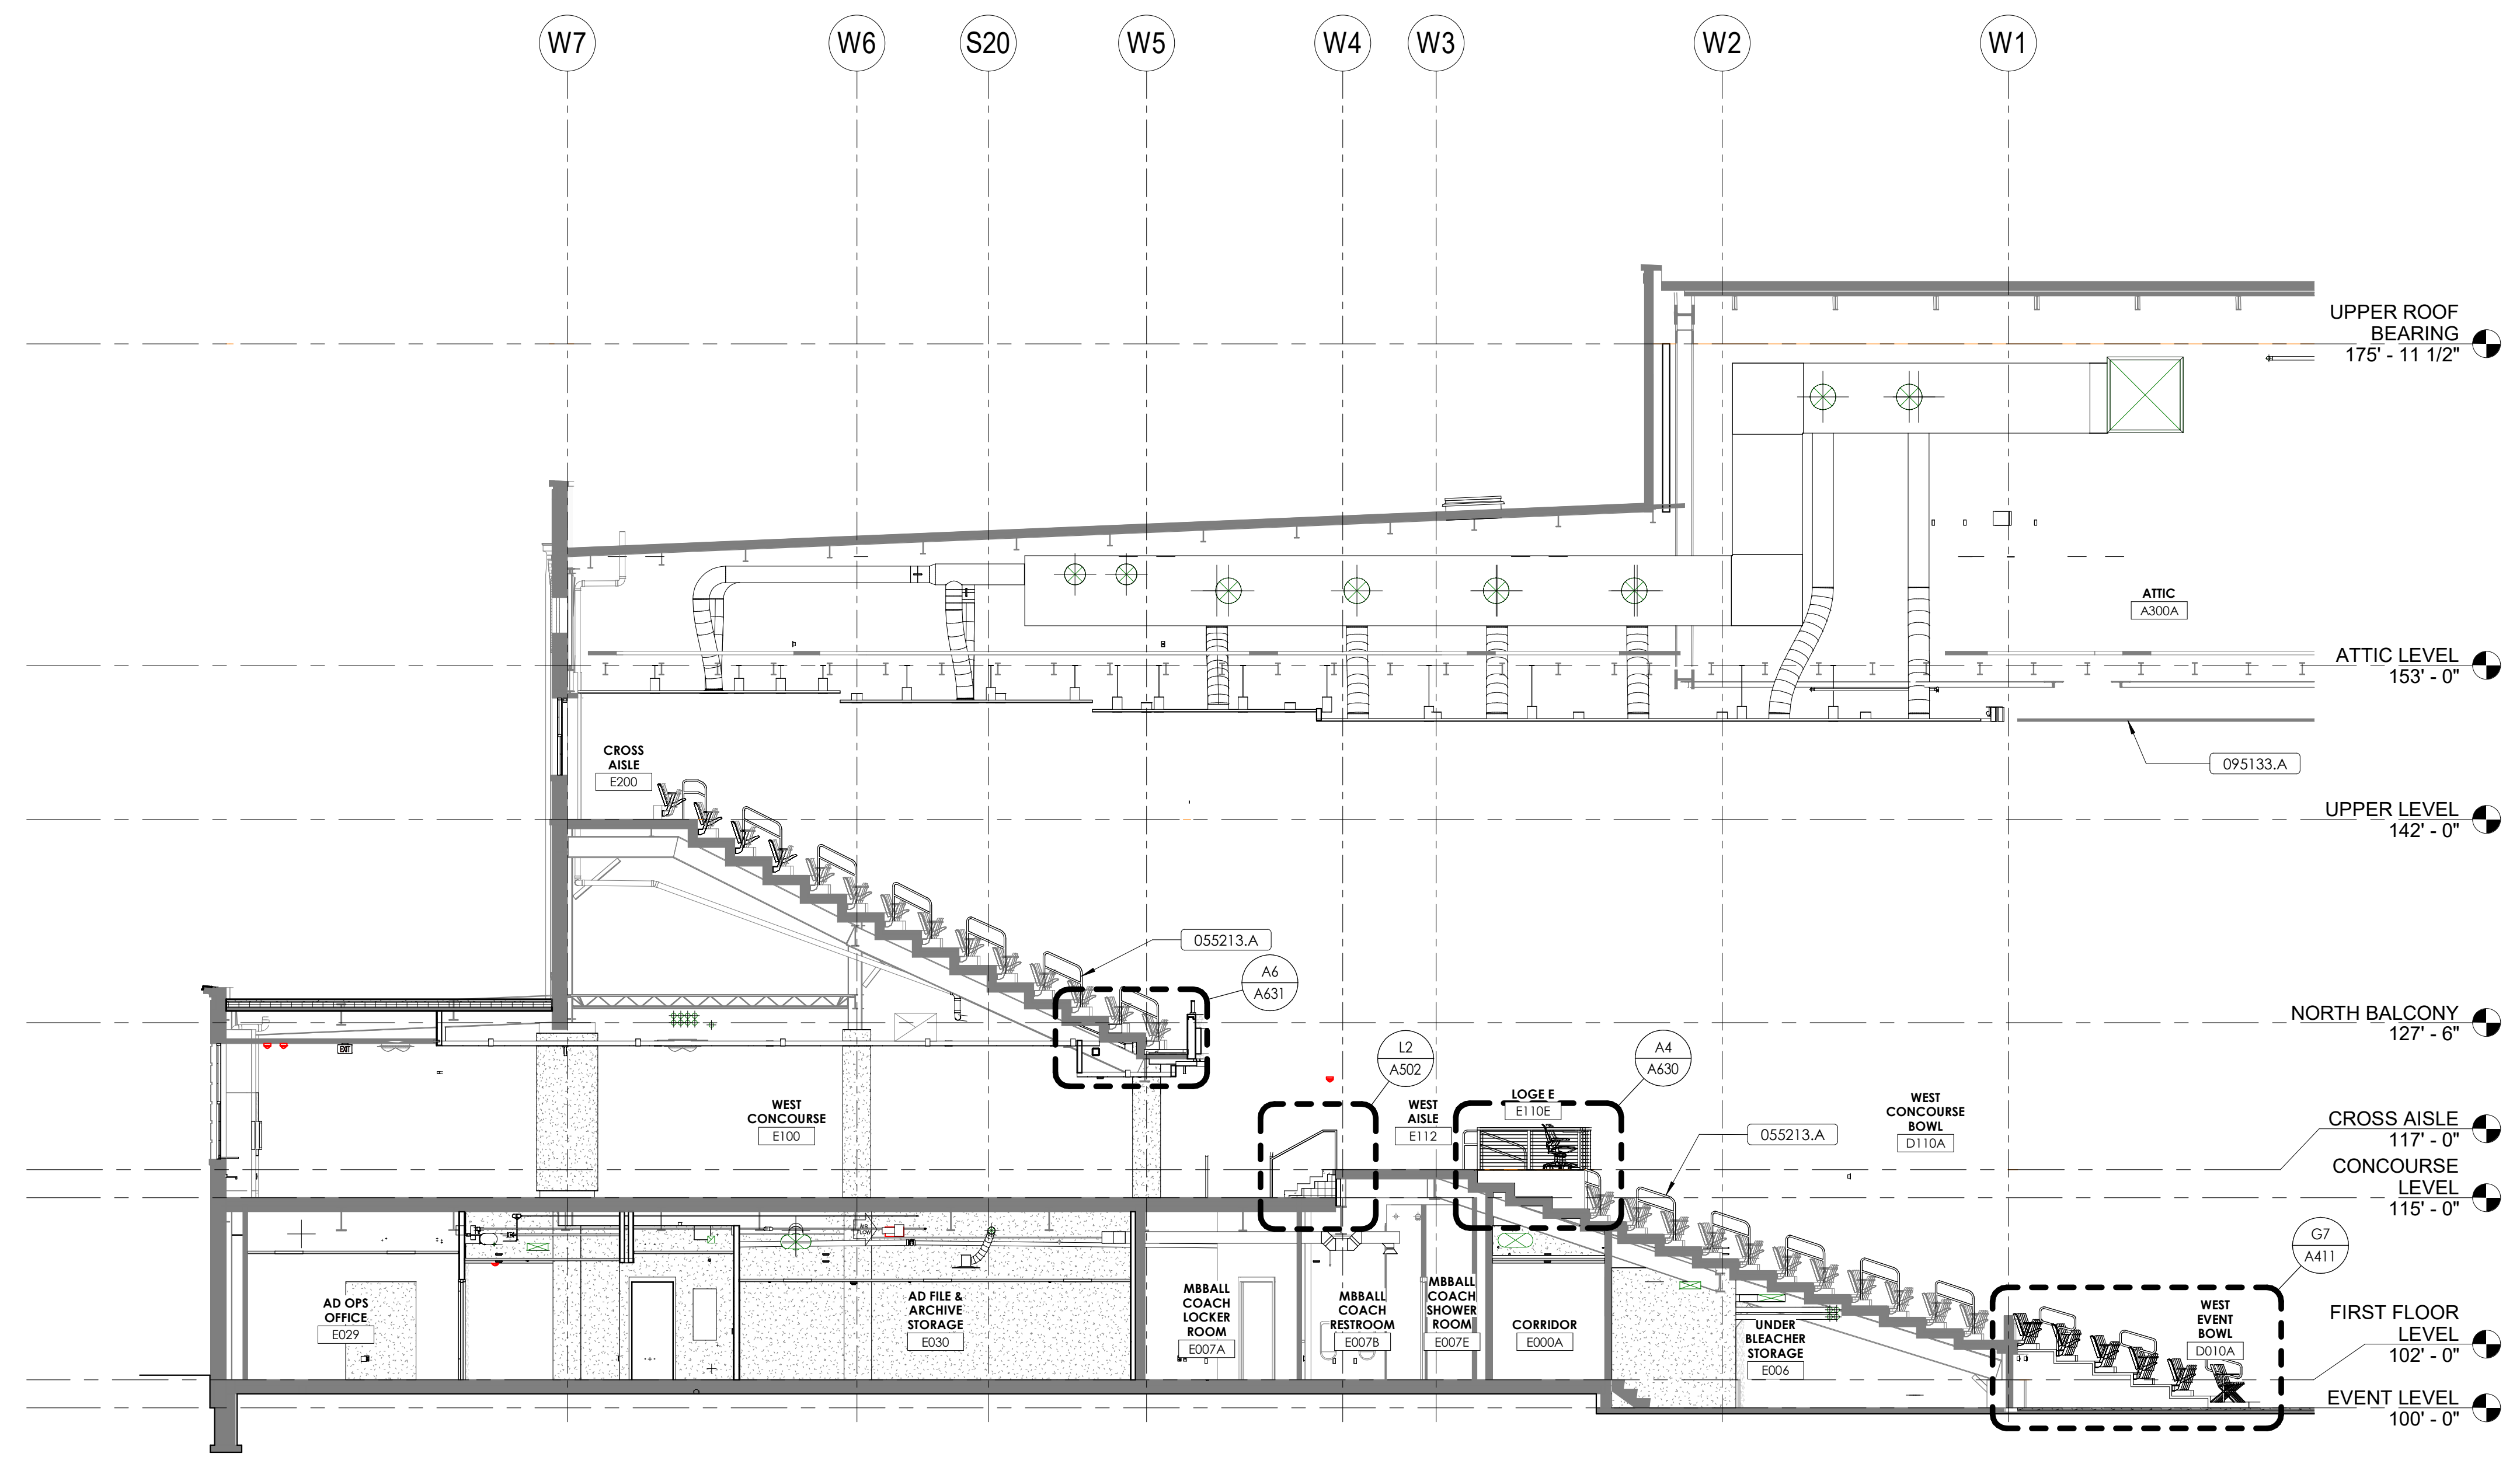 W7
W6
S20
W5
W4
W3
W2
W1
UPPER ROOF
BEARING
175' - 11 1/2"
ATTIC
A300A
ATTIC LEVEL
153' - 0"
CROSS
AISLE
E200
095133.A
UPPER LEVEL
142' - 0"
055213.A
A6
A631
NORTH BALCONY
127' - 6"
EXIT
L2
A502
A4
A630
WEST
CONCOURSE
E100
WEST
AISLE
E112
LOGE E
E110E
055213.A
WEST
CONCOURSE
BOWL
D110A
CROSS AISLE
117' - 0"
CONCOURSE
LEVEL
115' - 0"
AIR
FLOW
G7
A411
AD OPS
OFFICE
E029
AD FILE &
ARCHIVE
STORAGE
E030
MBBALL
COACH
LOCKER
ROOM
E007A
MBBALL
COACH
RESTROOM
E007B
MBBALL
COACH
SHOWER
ROOM
E007E
CORRIDOR
E000A
UNDER
BLEACHER
STORAGE
E006
WEST
EVENT
BOWL
D010A
FIRST FLOOR
LEVEL
102' - 0"
EVENT LEVEL
100' - 0"